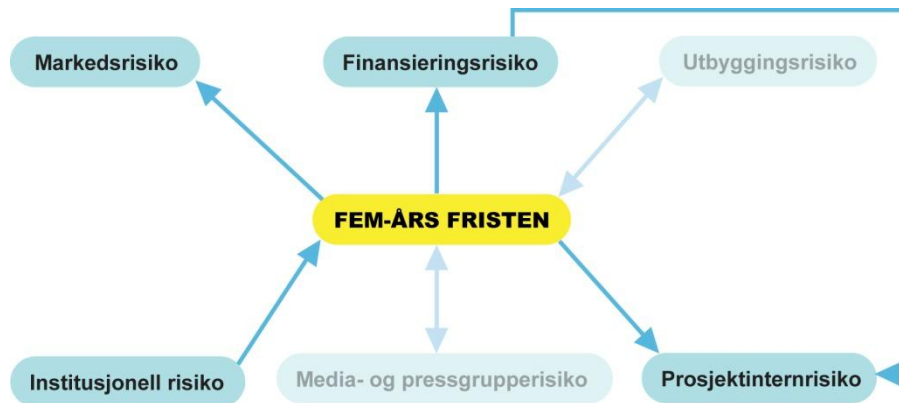 Markedsrisiko
Finansieringsrisiko
Utbyggingsrisiko
FEM-ÅRS FRISTEN
Institusjonell risiko
Media- og pressgrupperisiko
Prosjektinternrisiko